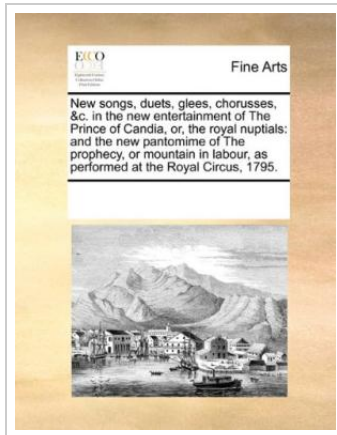 ECCO
Fine Arts
New songs, duets, glees, chorusses,
&c. in the new entertainment of The
Prince of Candia, or, the royal nuptials:
and the new pantomime of The
prophecy, or mountain in labour, as
performed at the Royal Circus, 1795.